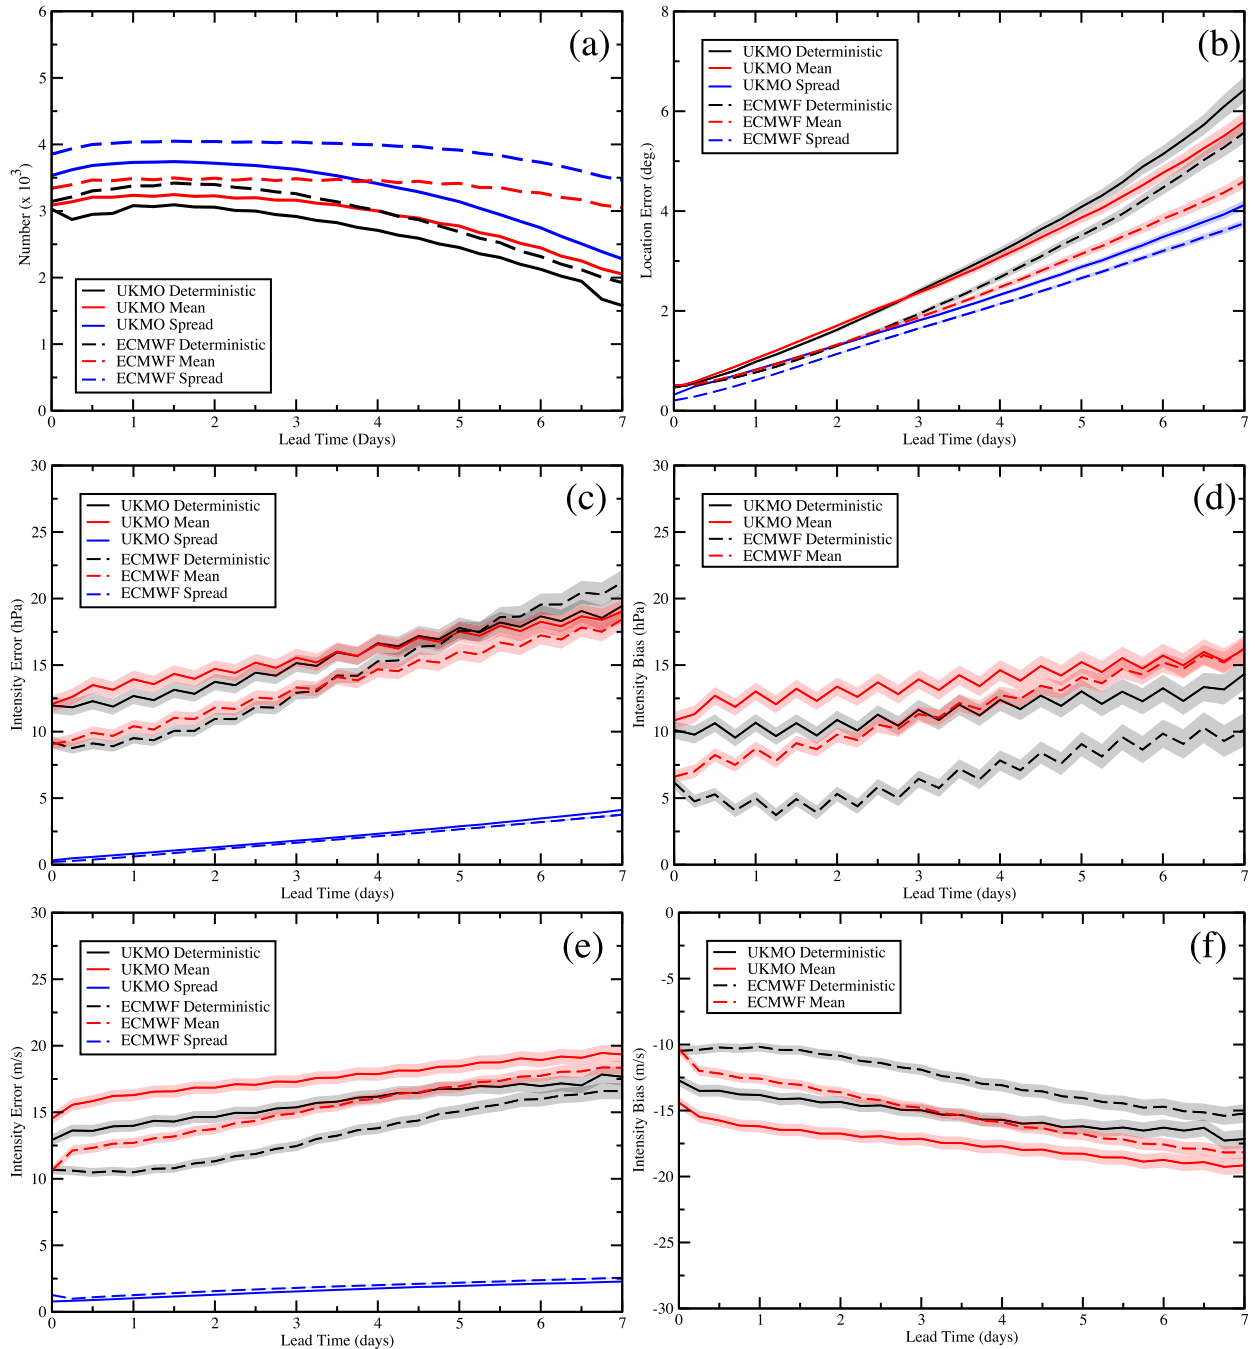 (a)
Number (x 10³)
6
5
4
3
2
1
0
UKMO Deterministic
UKMO Mean
UKMO Spread
ECMWF Deterministic
ECMWF Mean
ECMWF Spread
0 1 2 3 4 5 6 7
Lead Time (Days)
(b)
Location Error (deg.)
8
6
4
2
0
UKMO Deterministic
UKMO Mean
UKMO Spread
ECMWF Deterministic
ECMWF Mean
ECMWF Spread
0 1 2 3 4 5 6 7
Lead Time (days)
(c)
Intensity Error (hPa)
30
25
20
15
10
5
0
UKMO Deterministic
UKMO Mean
UKMO Spread
ECMWF Deterministic
ECMWF Mean
ECMWF Spread
0 1 2 3 4 5 6 7
Lead Time (days)
(d)
Intensity Bias (hPa)
30
25
20
15
10
5
0
UKMO Deterministic
UKMO Mean
ECMWF Deterministic
ECMWF Mean
0 1 2 3 4 5 6 7
Lead Time (days)
(e)
Intensity Error (m/s)
30
25
20
15
10
5
0
UKMO Deterministic
UKMO Mean
UKMO Spread
ECMWF Deterministic
ECMWF Mean
ECMWF Spread
0 1 2 3 4 5 6 7
Lead Time (days)
(f)
Intensity Bias (m/s)
0
-5
-10
-15
-20
-25
-30
UKMO Deterministic
UKMO Mean
ECMWF Deterministic
ECMWF Mean
0 1 2 3 4 5 6 7
Lead Time (days)